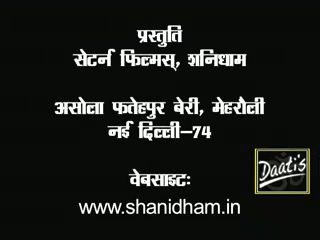 प्रस्तुति
सेटर्न फिल्मस्, शनिधाम
असोला फतेहपुर बेरी, मेहरौली
नई दिल्ली-74
वेबसाइटः
www.shanidham.in
Daati's